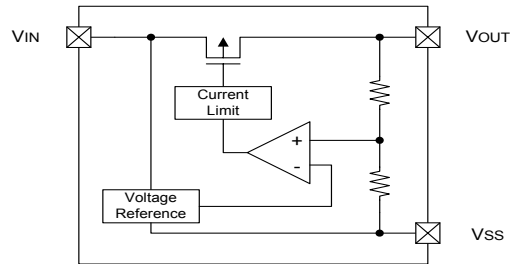 VIN
VOUT
Current
Limit
+
-
Voltage
Reference
VSS